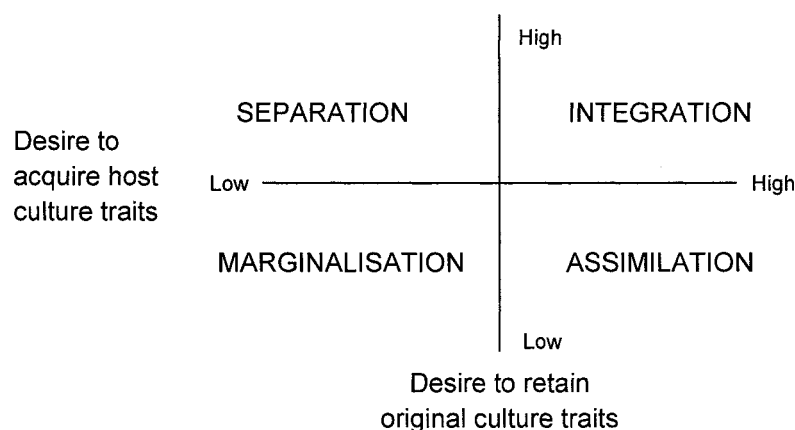 High
SEPARATION
INTEGRATION
Desire to
acquire host
culture traits
Low
High
MARGINALISATION
ASSIMILATION
Low
Desire to retain
original culture traits